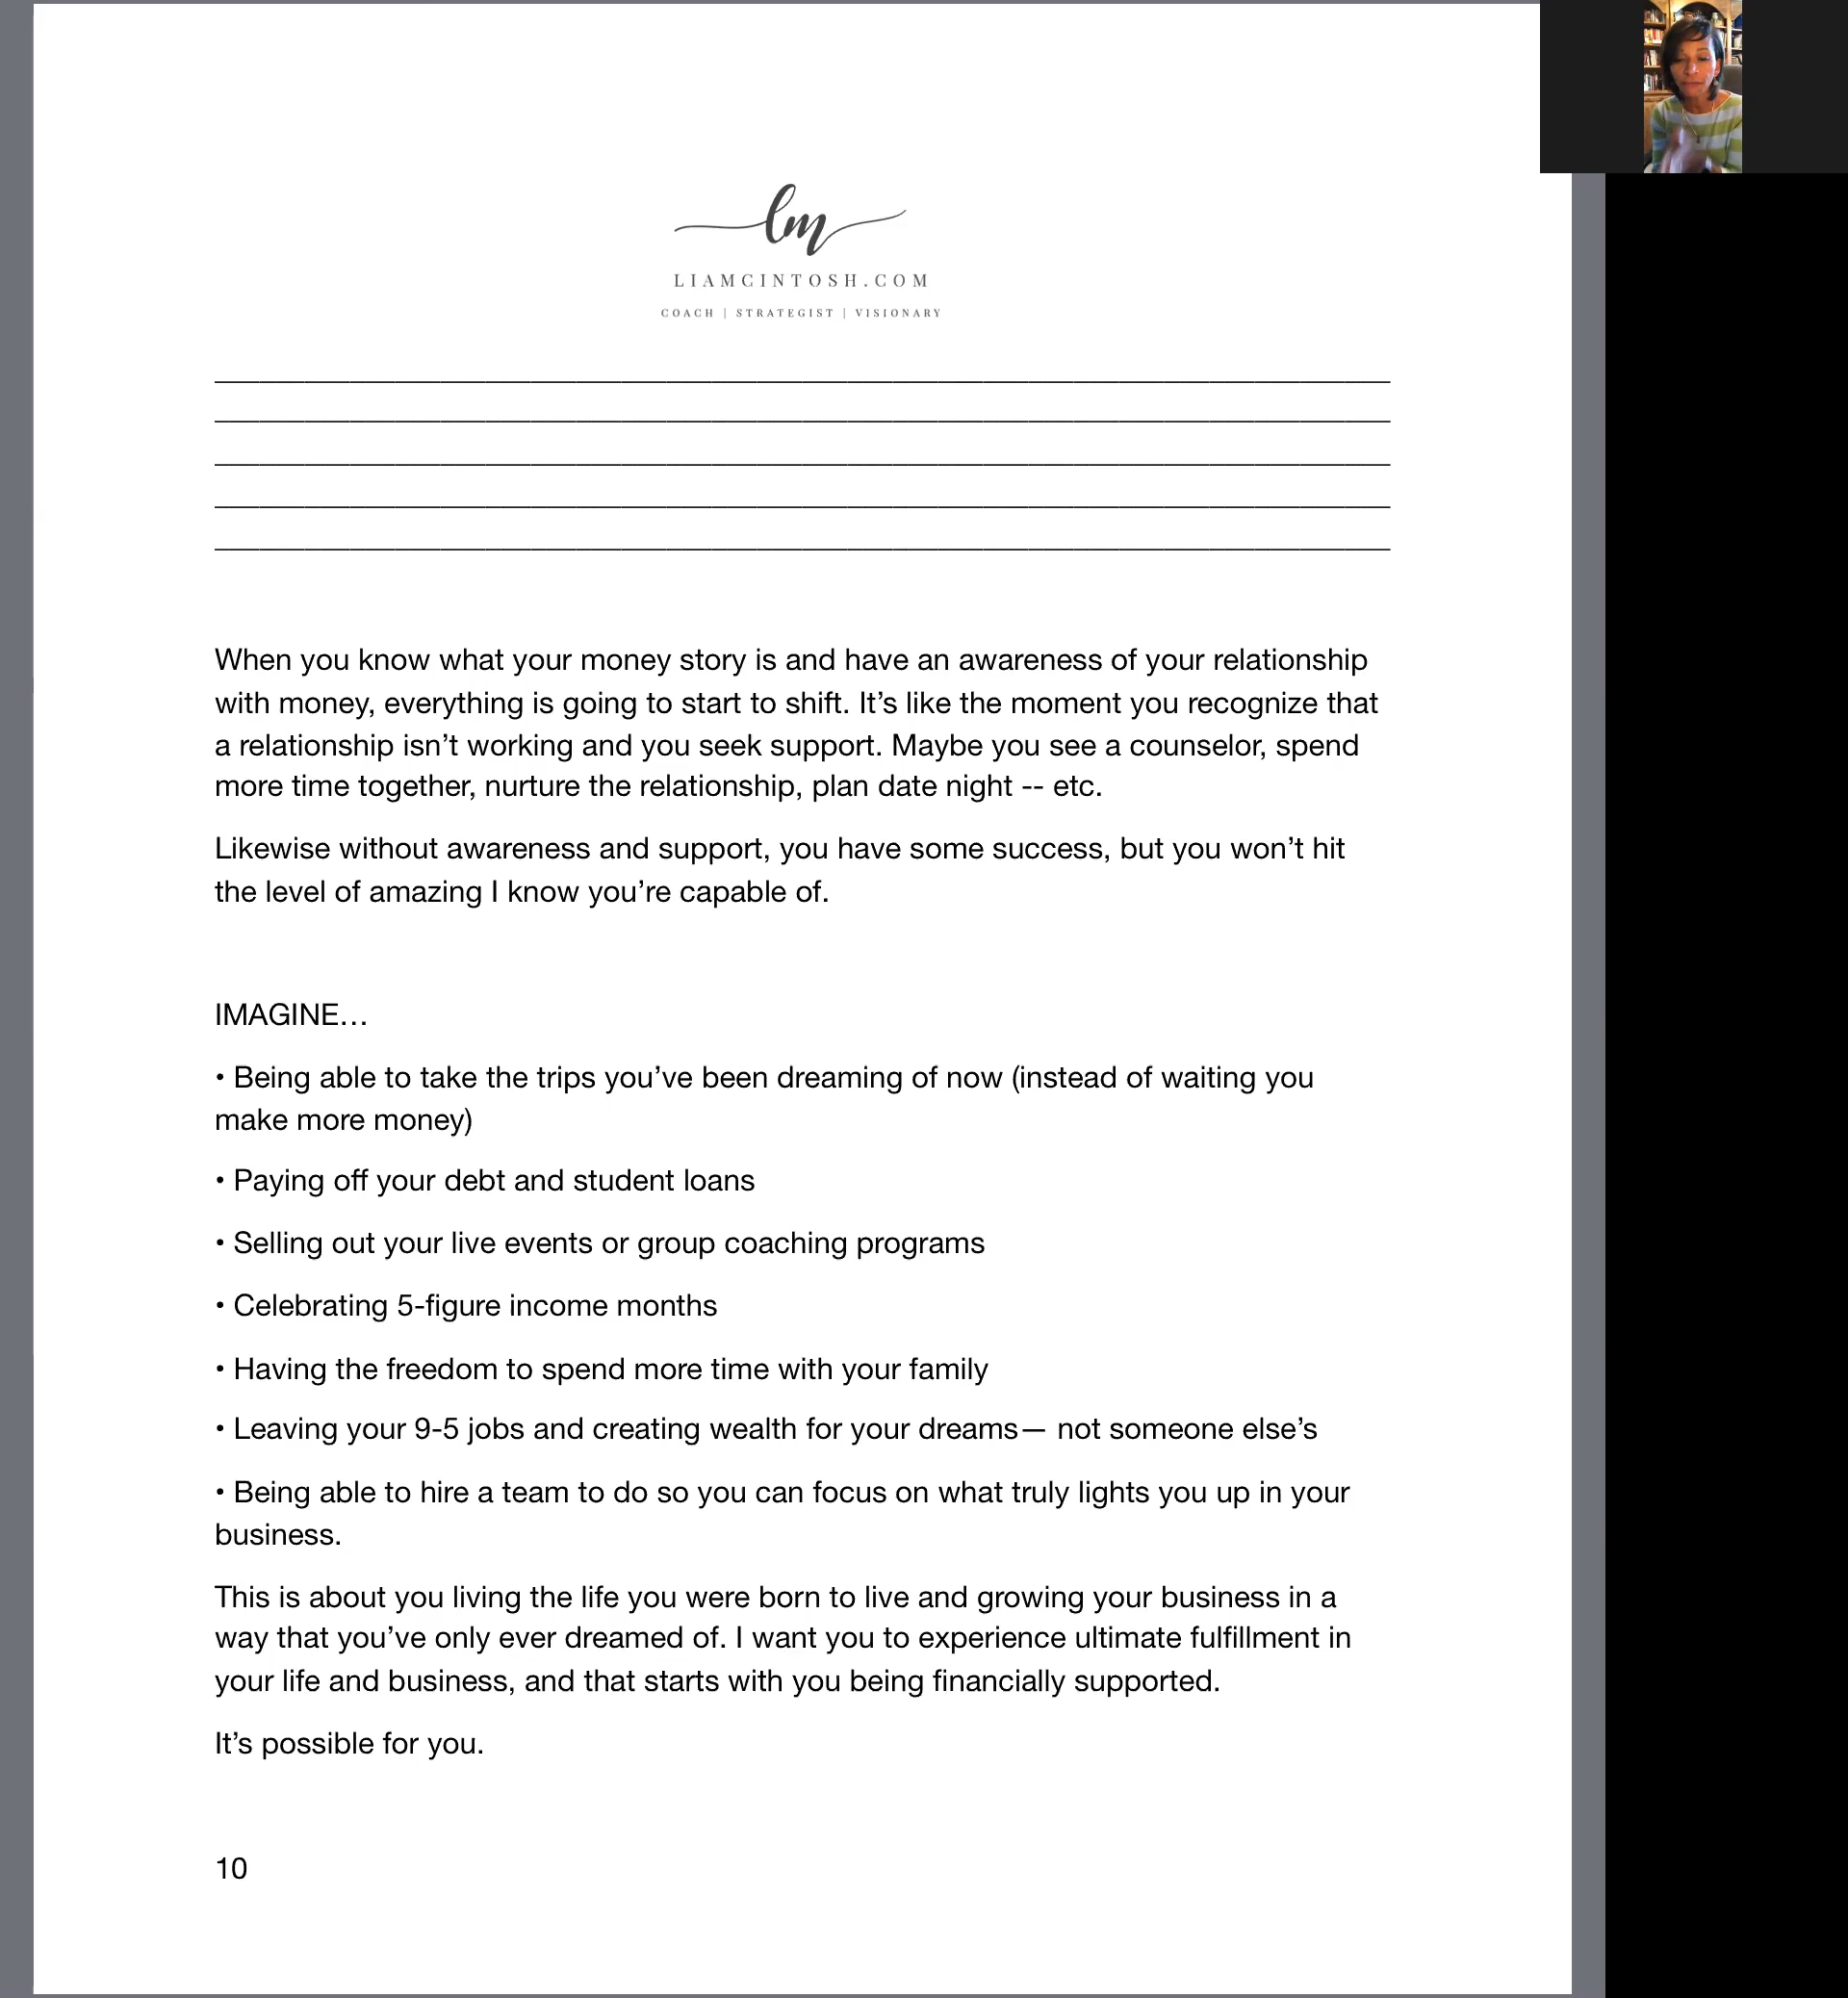 lm
LIAMCINTOSH.COM
COACH | STRATEGIST | VISIONARY
When you know what your money story is and have an awareness of your relationship
with money, everything is going to start to shift. It’s like the moment you recognize that
a relationship isn’t working and you seek support. Maybe you see a counselor, spend
more time together, nurture the relationship, plan date night -- etc.
Likewise without awareness and support, you have some success, but you won’t hit
the level of amazing I know you’re capable of.
IMAGINE…
• Being able to take the trips you’ve been dreaming of now (instead of waiting you
make more money)
• Paying off your debt and student loans
• Selling out your live events or group coaching programs
• Celebrating 5-figure income months
• Having the freedom to spend more time with your family
• Leaving your 9-5 jobs and creating wealth for your dreams— not someone else’s
• Being able to hire a team to do so you can focus on what truly lights you up in your
business.
This is about you living the life you were born to live and growing your business in a
way that you’ve only ever dreamed of. I want you to experience ultimate fulfillment in
your life and business, and that starts with you being financially supported.
It’s possible for you.
10